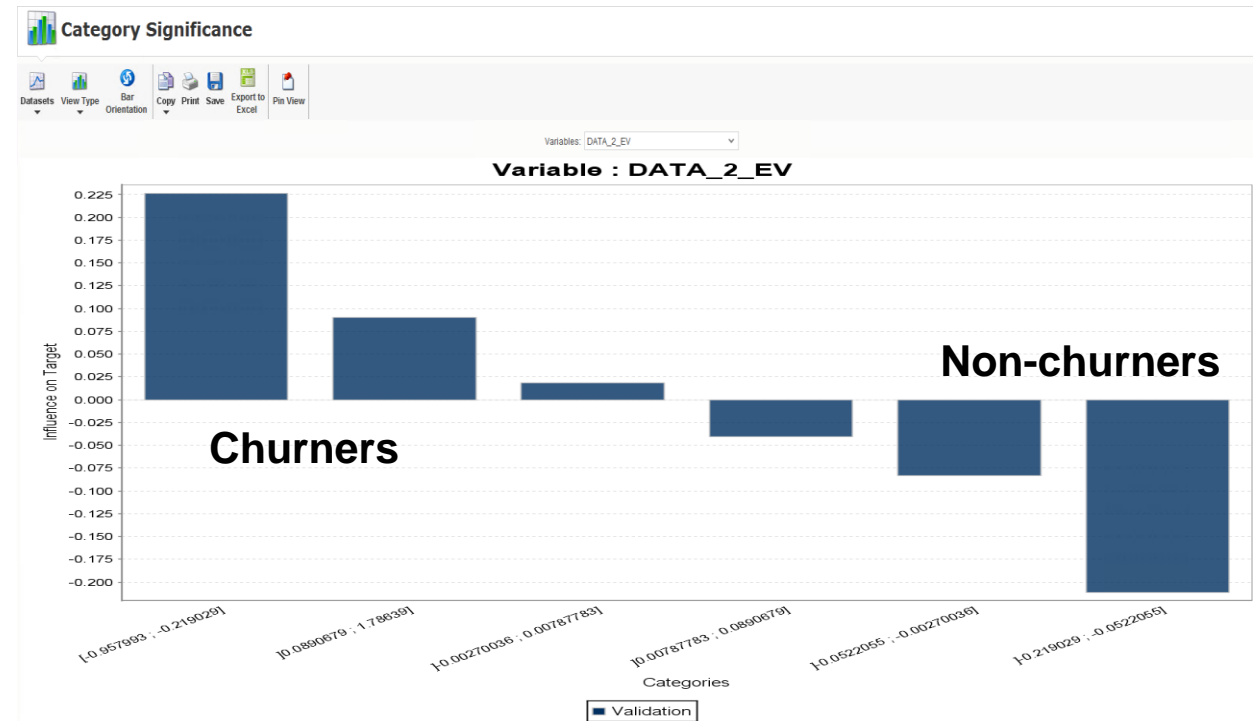 Category Significance
Datasets View Type Bar Orientation Copy Print Save Export to Excel Pin View
Variables: DATA_2_EV
Variable : DATA_2_EV
0.225
0.200
0.175
0.150
0.125
0.100
0.075
0.050
0.025
0.000
-0.025
-0.050
-0.075
-0.100
-0.125
-0.150
-0.175
-0.200
Influence on Target
Non-churners
Churners
[-0.957993 ; -0.219029]
]0.0890679 ; 1.78639]
]-0.00270036 ; 0.00787783]
]0.00787783 ; 0.0890679]
]-0.0522055 ; -0.00270036]
]-0.219029 ; -0.0522055]
Categories
Validation